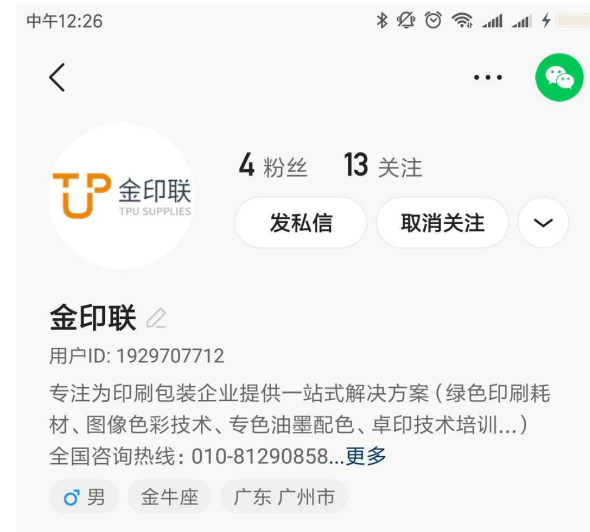 中午12:26
4 粉丝 13 关注
TUP 金印联
TPU SUPPLIES
发私信 取消关注
金印联
用户ID: 1929707712
专注为印刷包装企业提供一站式解决方案（绿色印刷耗
材、图像色彩技术、专色油墨配色、卓印技术培训...）
全国咨询热线：010-81290858...更多
男 金牛座 广东 广州市